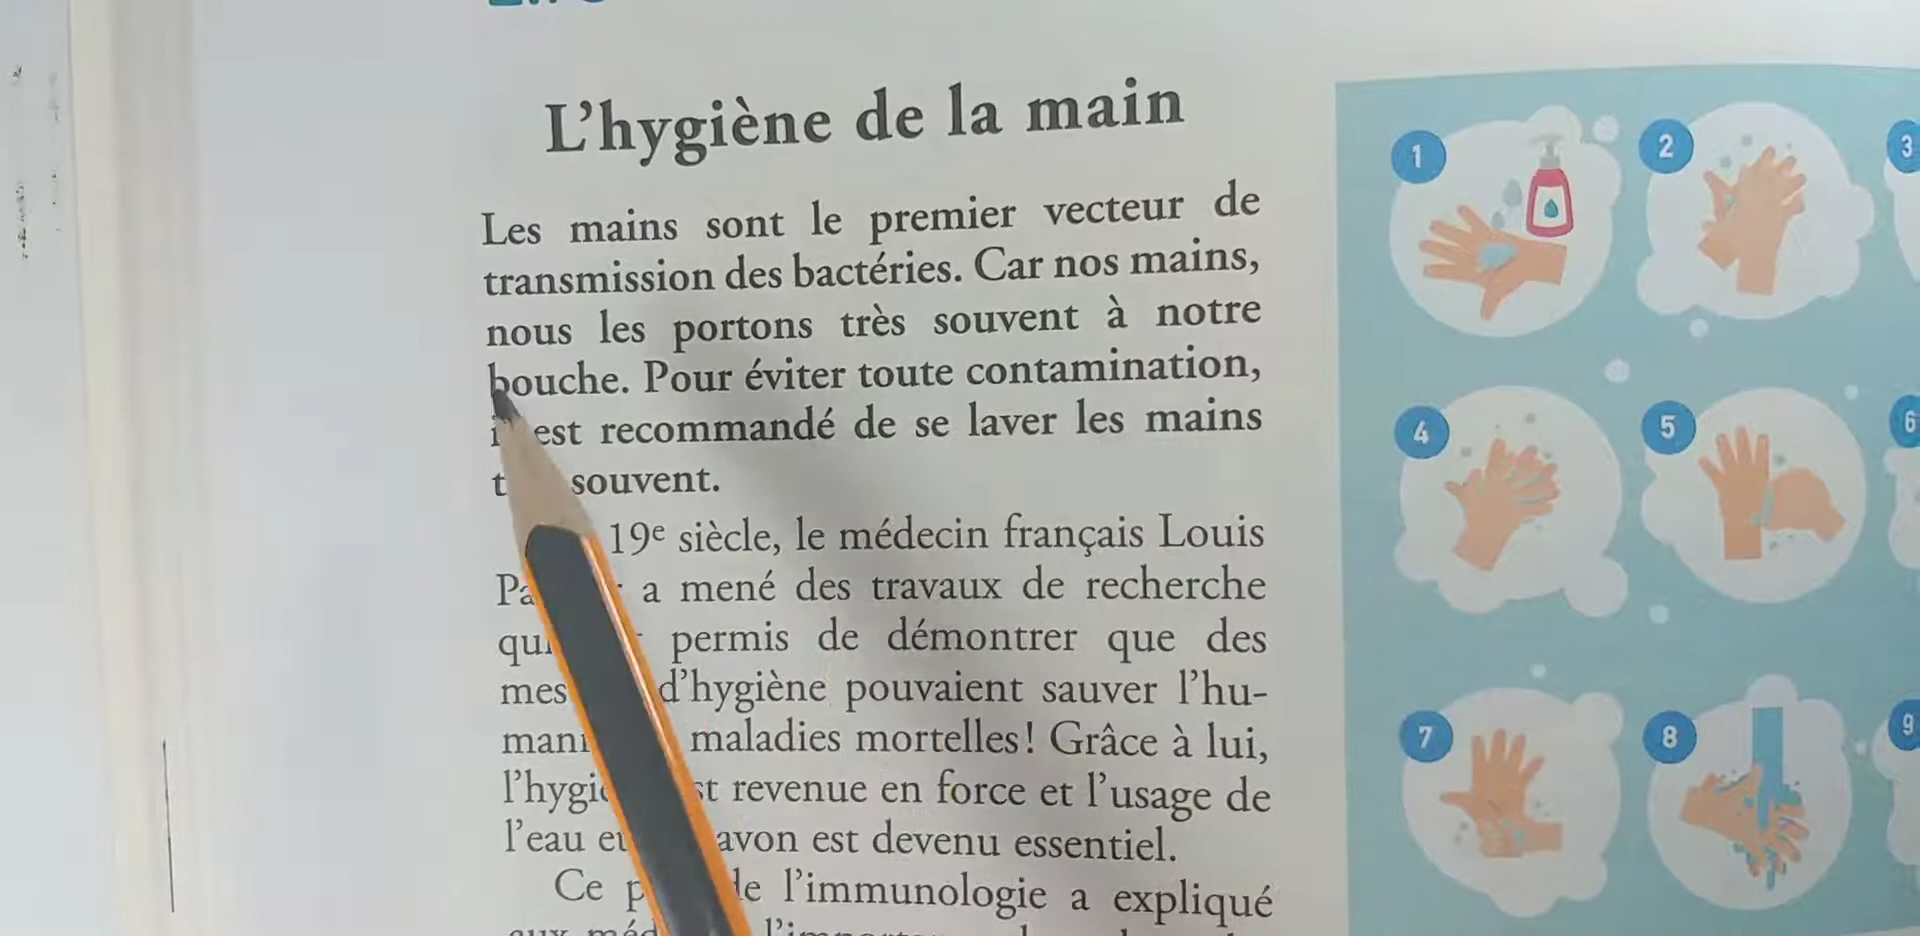 L'hygiène de la main
Les mains sont le premier vecteur de
transmission des bactéries. Car nos mains,
nous les portons très souvent à notre
bouche. Pour éviter toute contamination,
est recommandé de se laver les mains
souvent.
19e siècle, le médecin français Louis
a mené des travaux de recherche
permis de démontrer que des
d'hygiène pouvaient sauver l'hu-
maladies mortelles! Grâce à lui,
revenue en force et l'usage de
l'eau est devenu essentiel.
Ce l'immunologie a expliqué
1
2
3
4
5
6
7
8
9